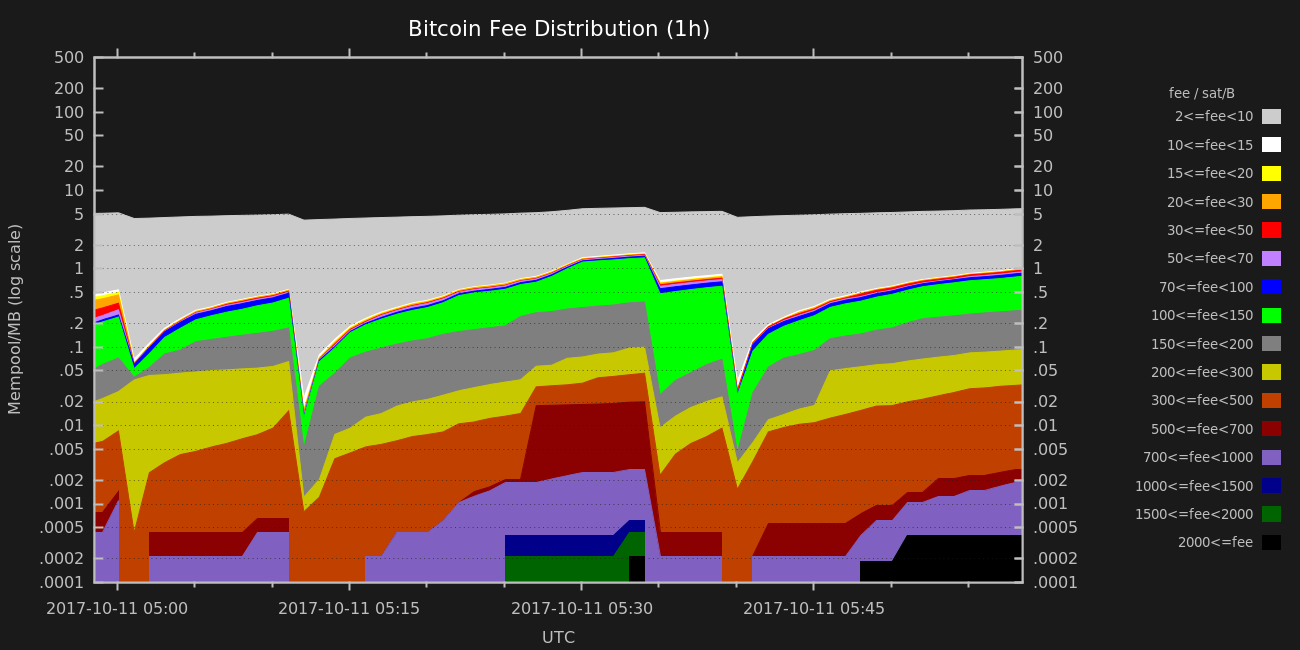 Bitcoin Fee Distribution (1h)
500 500
200 200
100 100
50 50
20 20
10 10
5 5
2 2
1 1
.5 .5
.2 .2
.1 .1
.05 .05
.02 .02
.01 .01
.005 .005
.002 .002
.001 .001
.0005 .0005
.0002 .0002
.0001 .0001
Mempool/MB (log scale)
2017-10-11 05:00 2017-10-11 05:15 2017-10-11 05:30 2017-10-11 05:45
UTC
fee / sat/B
2<=fee<10
10<=fee<15
15<=fee<20
20<=fee<30
30<=fee<50
50<=fee<70
70<=fee<100
100<=fee<150
150<=fee<200
200<=fee<300
300<=fee<500
500<=fee<700
700<=fee<1000
1000<=fee<1500
1500<=fee<2000
2000<=fee